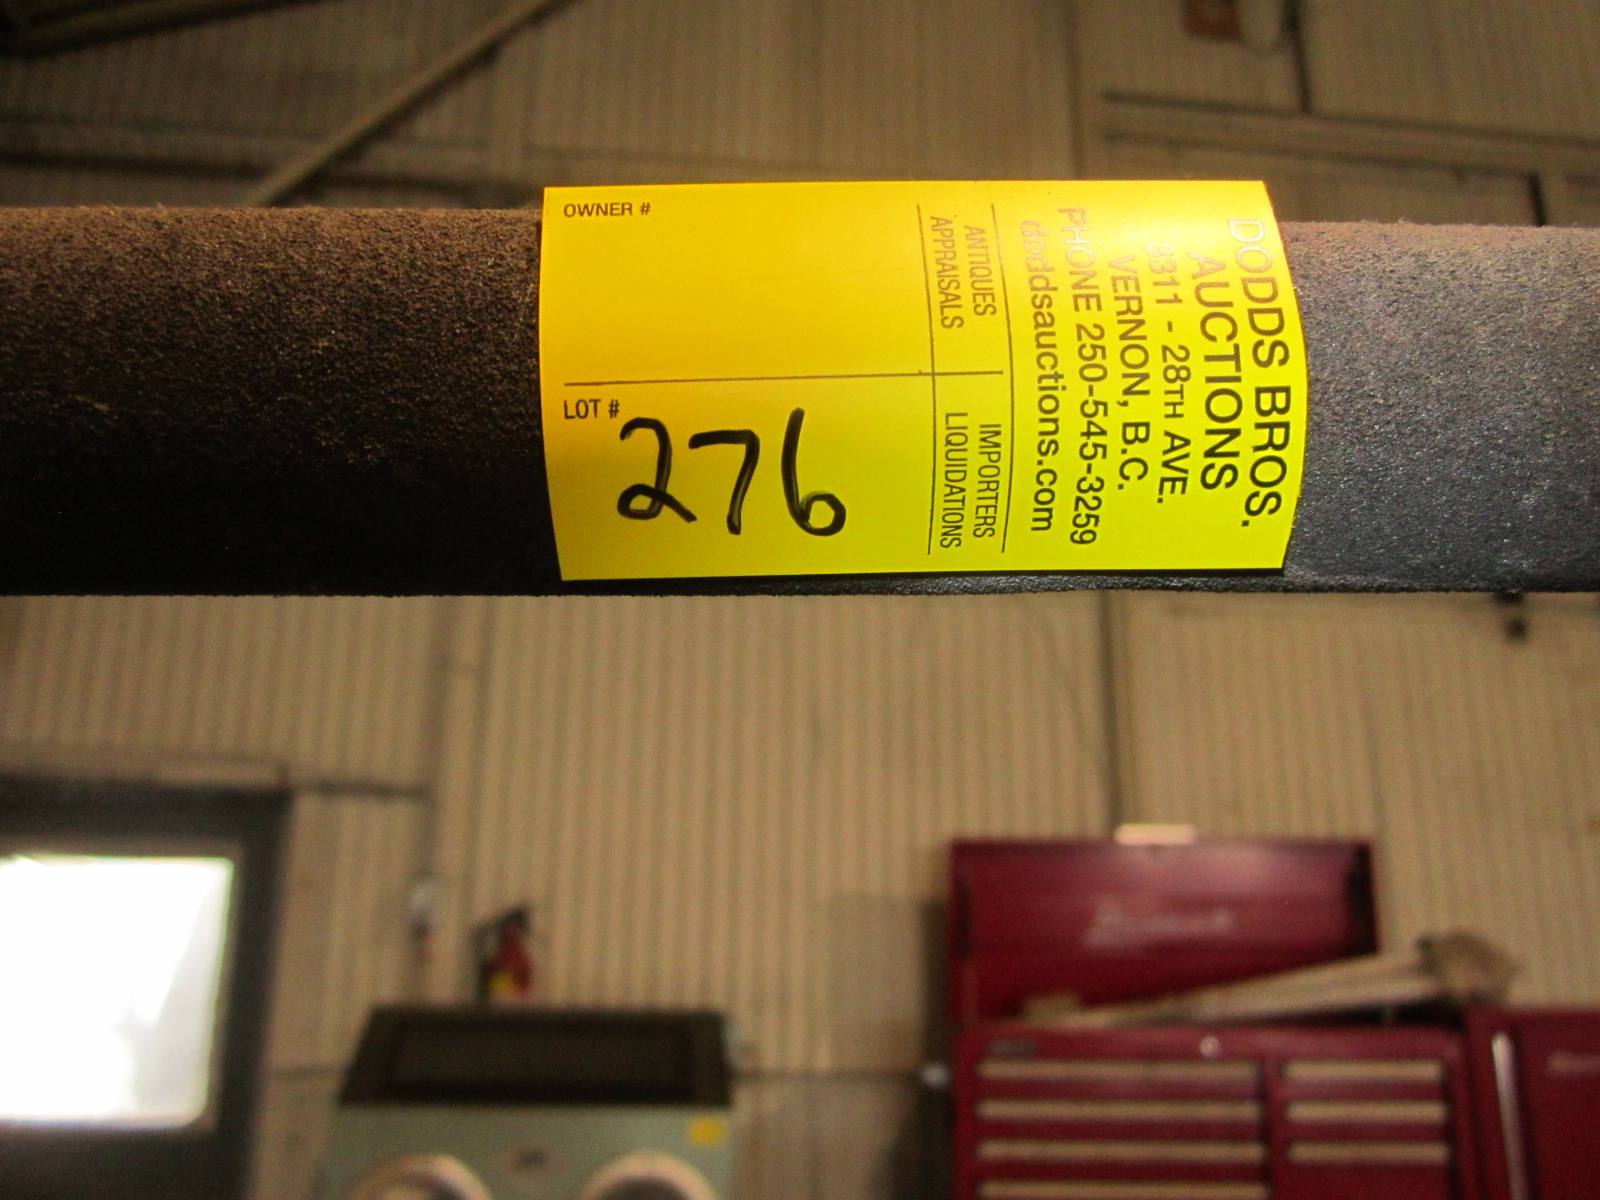 OWNER #
LOT # 276
DODDS BROS.
AUCTIONS
3311 - 28TH AVE.
VERNON, B.C.
PHONE 250-545-3259
doddsauctions.com
ANTIQUES
APPRAISALS
IMPORTERS
LIQUIDATIONS